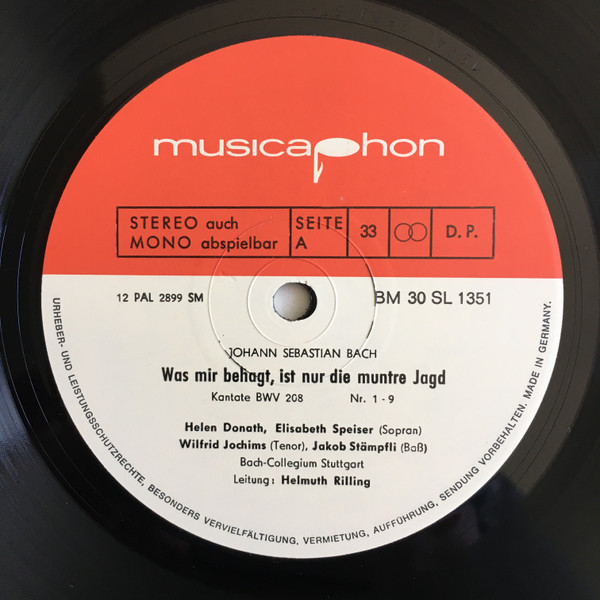 musicaphon
STEREO auch
MONO abspielbar
SEITE
A
33
D.P.
12 PAL 2899 SM
BM 30 SL 1351
JOHANN SEBASTIAN BACH
Was mir behagt, ist nur die muntre Jagd
Kantate BWV 208 Nr. 1 - 9
Helen Donath, Elisabeth Speiser (Sopran)
Wilfrid Jochims (Tenor), Jakob Stämpfli (Baß)
Bach-Collegium Stuttgart
Leitung: Helmuth Rilling
URHEBER- UND LEISTUNGSSCHUTZRECHTE, BESONDERS VERVIELFÄLTIGUNG, VERMIETUNG, AUFFÜHRUNG, SENDUNG VORBEHALTEN. MADE IN GERMANY.